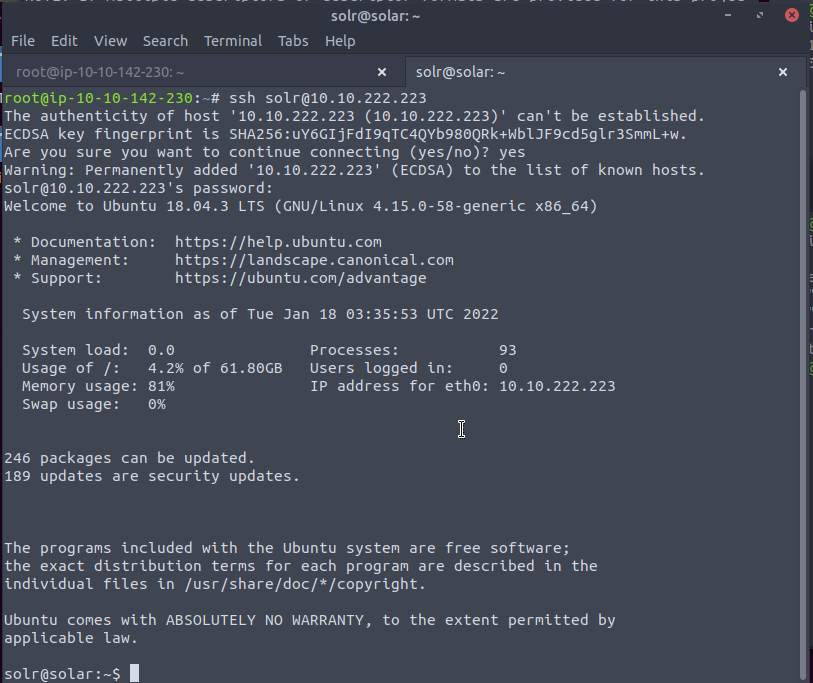 solr@solar: ~
File Edit View Search Terminal Tabs Help
root@ip-10-10-142-230: ~ × solr@solar: ~ ×
root@ip-10-10-142-230:~# ssh solr@10.10.222.223
The authenticity of host '10.10.222.223 (10.10.222.223)' can't be established.
ECDSA key fingerprint is SHA256:uY6GIjFdI9qTC4QYb980QRk+WblJF9cd5glr3SmmL+w.
Are you sure you want to continue connecting (yes/no)? yes
Warning: Permanently added '10.10.222.223' (ECDSA) to the list of known hosts.
solr@10.10.222.223's password:
Welcome to Ubuntu 18.04.3 LTS (GNU/Linux 4.15.0-58-generic x86_64)
* Documentation: https://help.ubuntu.com
* Management: https://landscape.canonical.com
* Support: https://ubuntu.com/advantage
System information as of Tue Jan 18 03:35:53 UTC 2022
System load: 0.0 Processes: 93
Usage of /: 4.2% of 61.80GB Users logged in: 0
Memory usage: 81% IP address for eth0: 10.10.222.223
Swap usage: 0%
246 packages can be updated.
189 updates are security updates.
The programs included with the Ubuntu system are free software;
the exact distribution terms for each program are described in the
individual files in /usr/share/doc/*/copyright.
Ubuntu comes with ABSOLUTELY NO WARRANTY, to the extent permitted by
applicable law.
solr@solar:~$